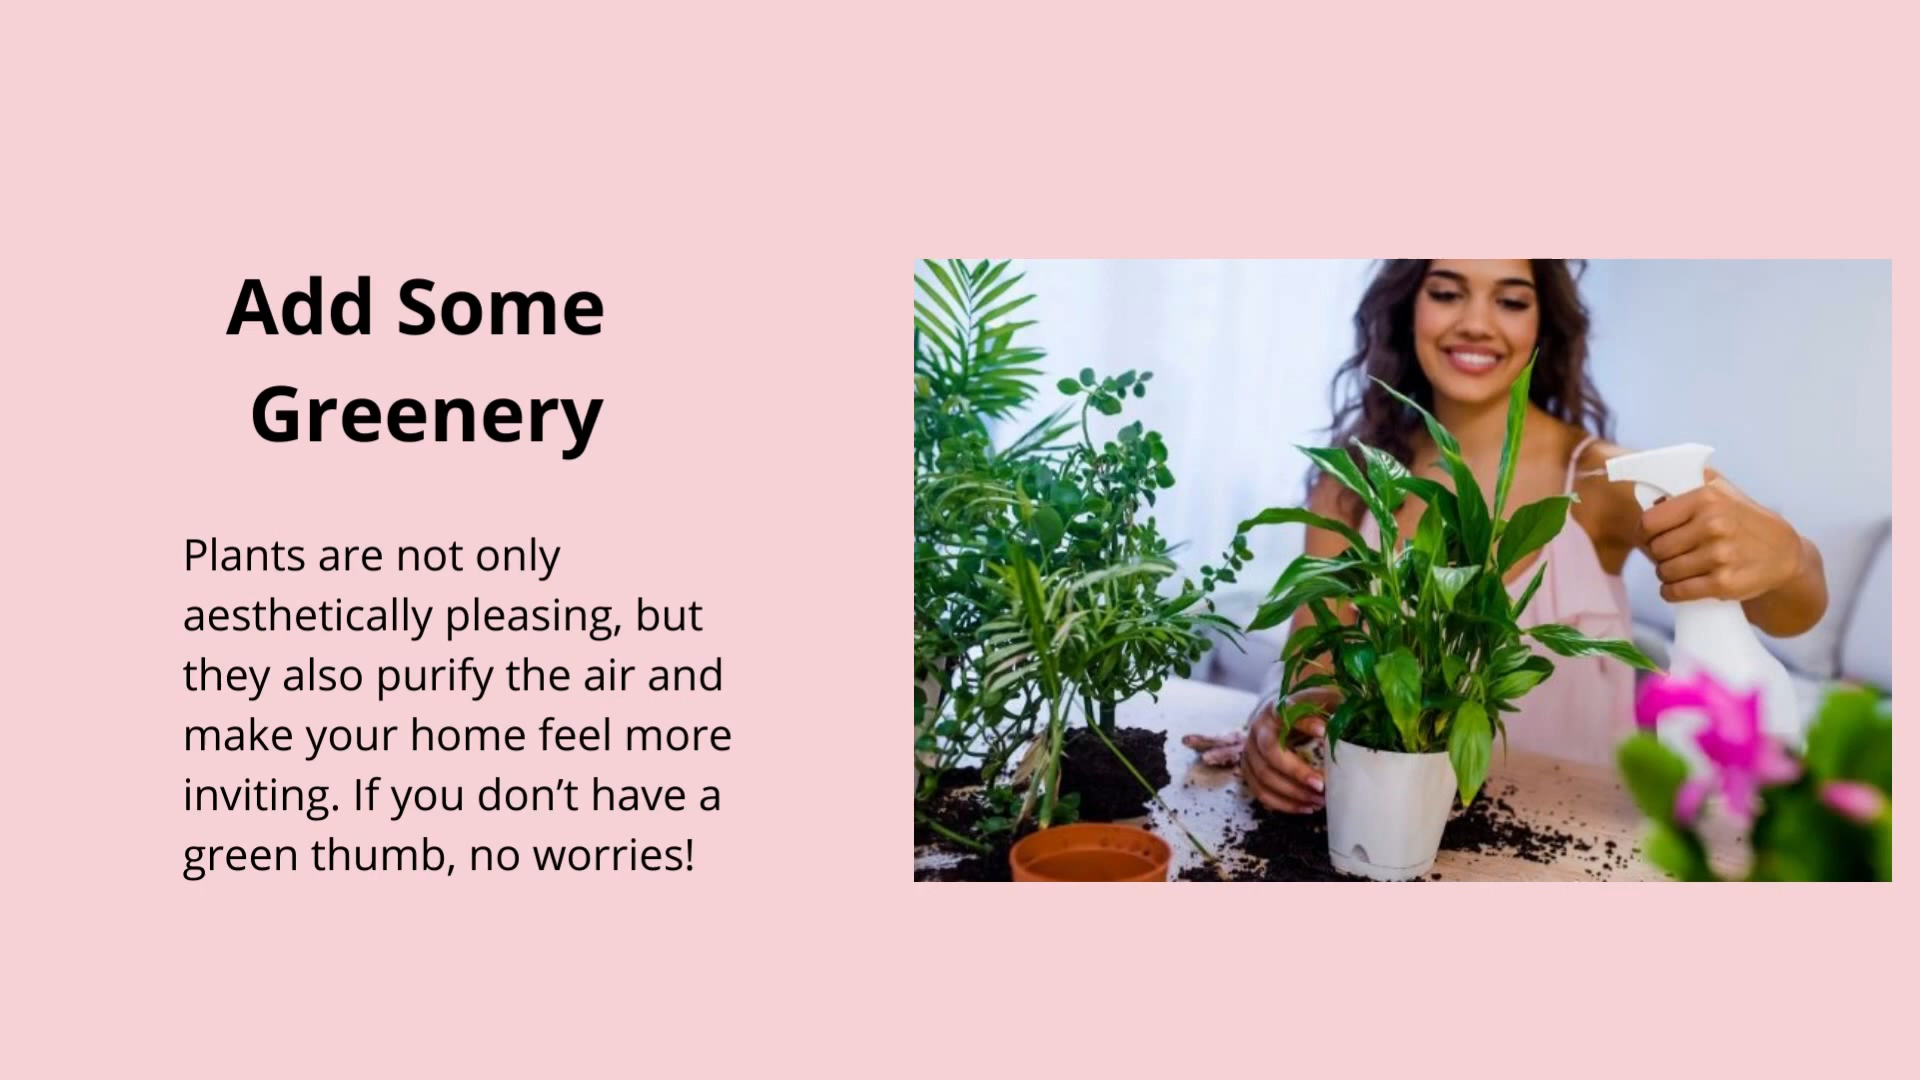 Add Some
Greenery
Plants are not only
aesthetically pleasing, but
they also purify the air and
make your home feel more
inviting. If you don’t have a
green thumb, no worries!